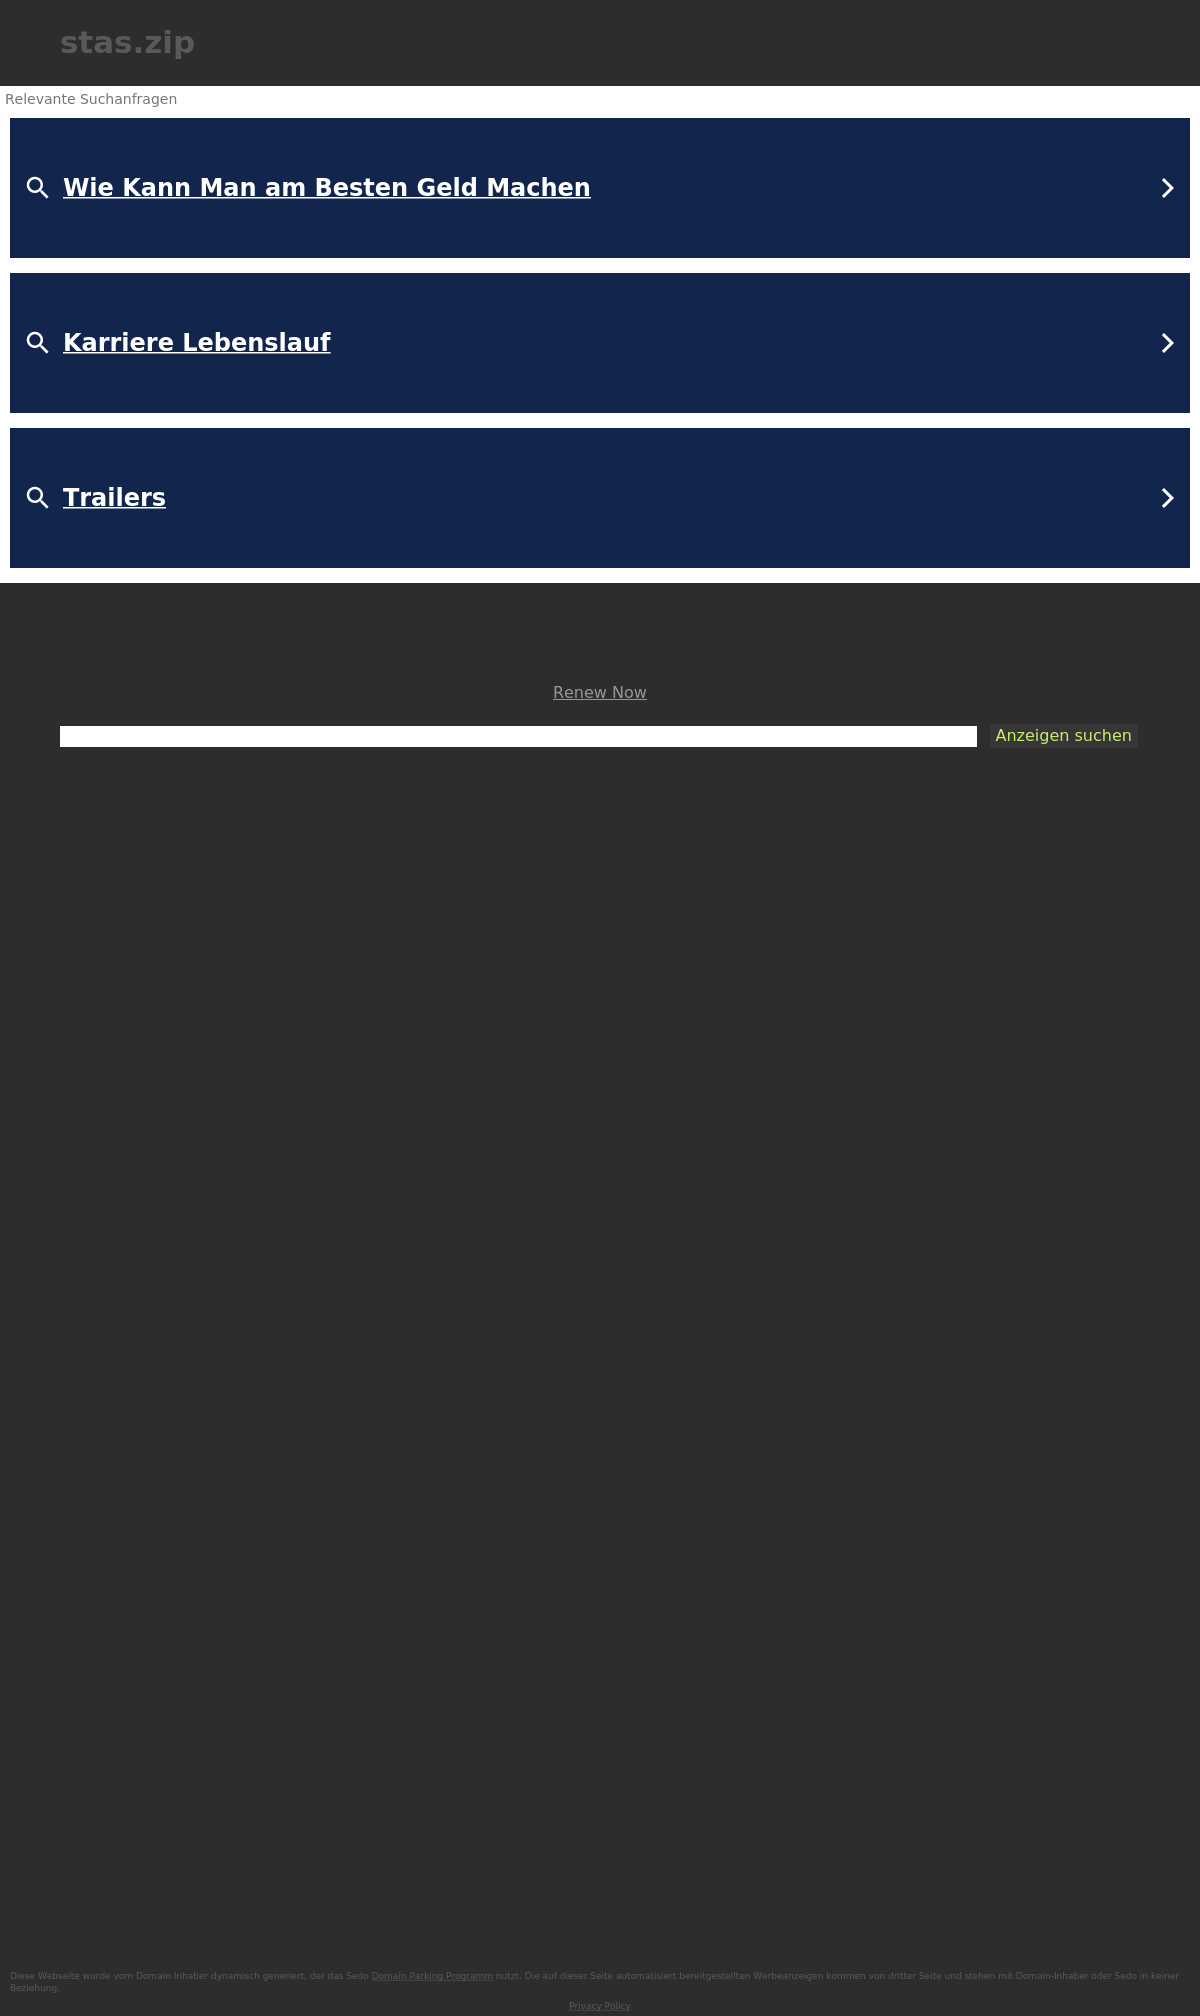 stas.zip
Relevante Suchanfragen
Wie Kann Man am Besten Geld Machen
Karriere Lebenslauf
Trailers
Renew Now
Anzeigen suchen
Diese Webseite wurde vom Domain Inhaber dynamisch generiert, der das Sedo Domain Parking Programm nutzt. Die auf dieser Seite automatisiert bereitgestellten Werbeanzeigen kommen von dritter Seite und stehen mit Domain-Inhaber oder Sedo in keiner
Beziehung.
Privacy Policy